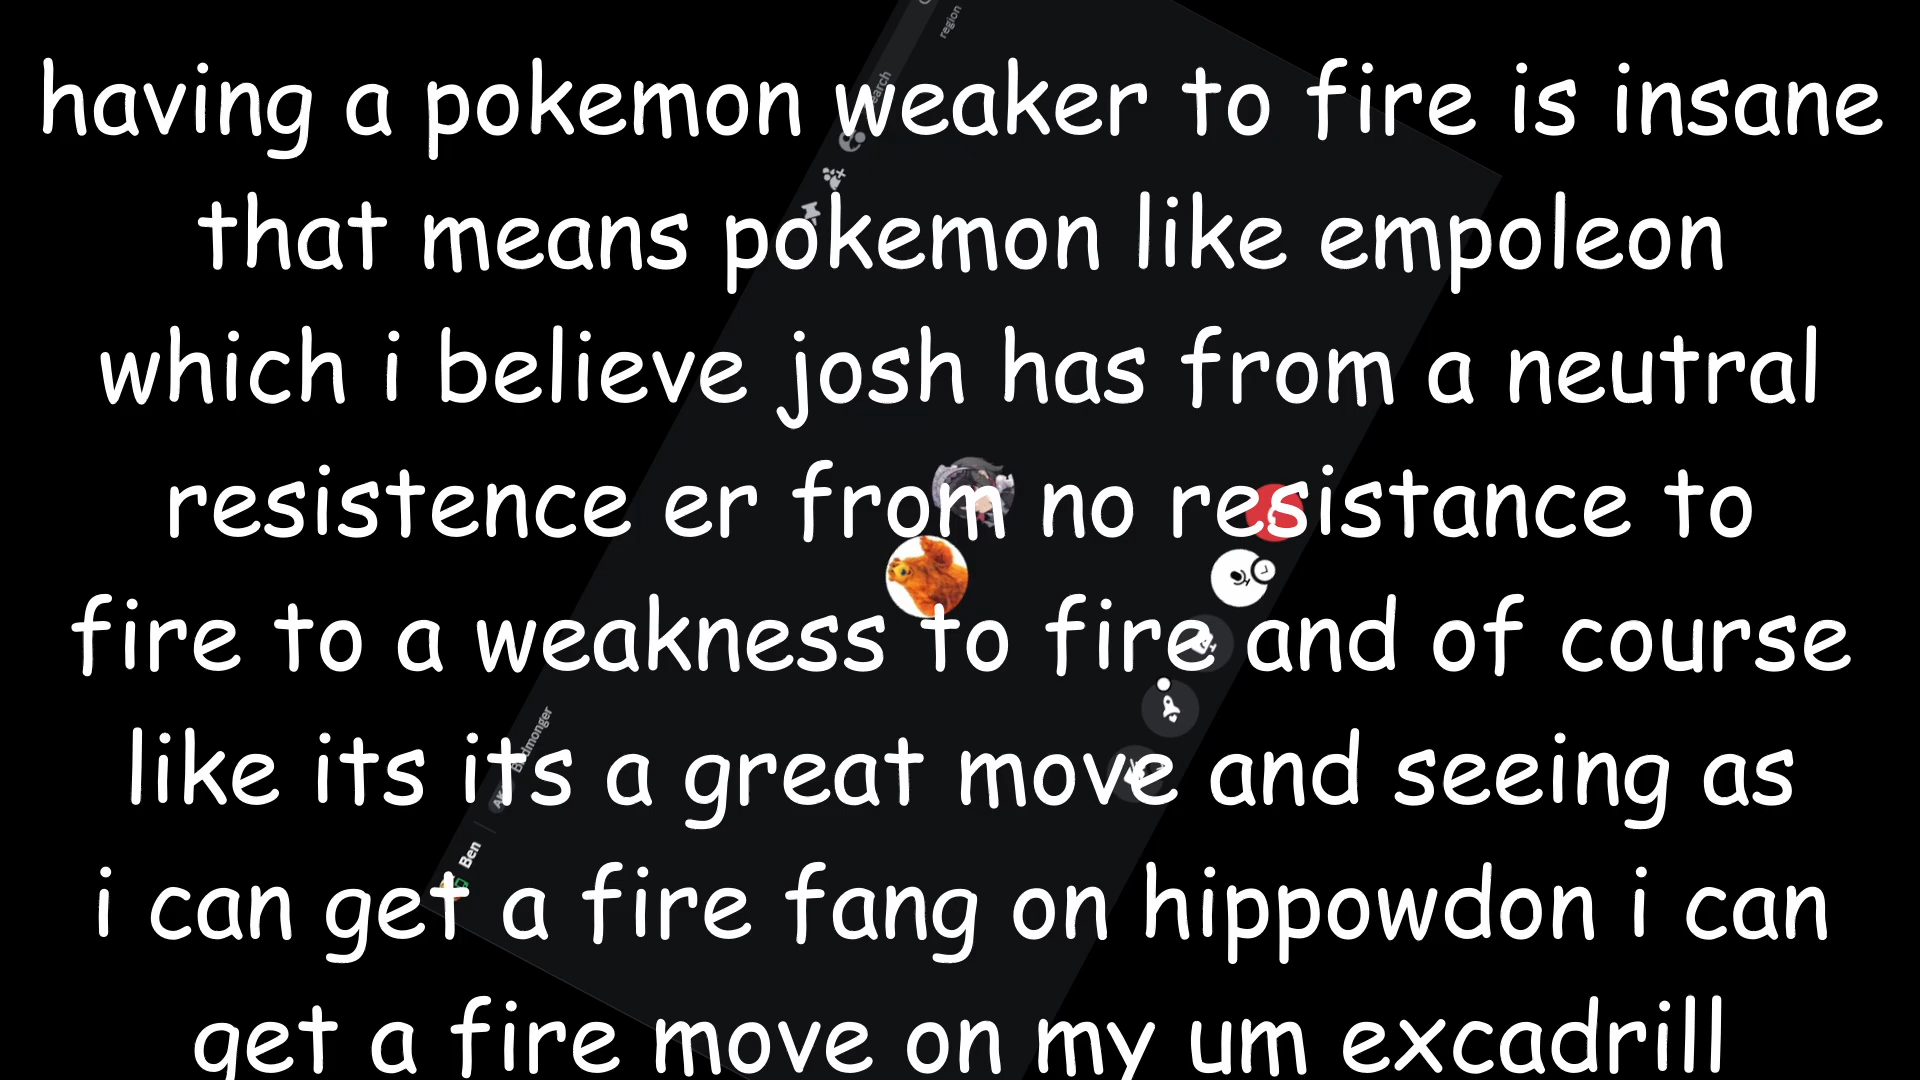 having a pokemon weaker to fire is insane
that means pokemon like empoleon
which i believe josh has from a neutral
resistence er from no resistance to
fire to a weakness to fire and of course
like its its a great move and seeing as
i can get a fire fang on hippowdon i can
get a fire move on my um excadrill
region
Ben